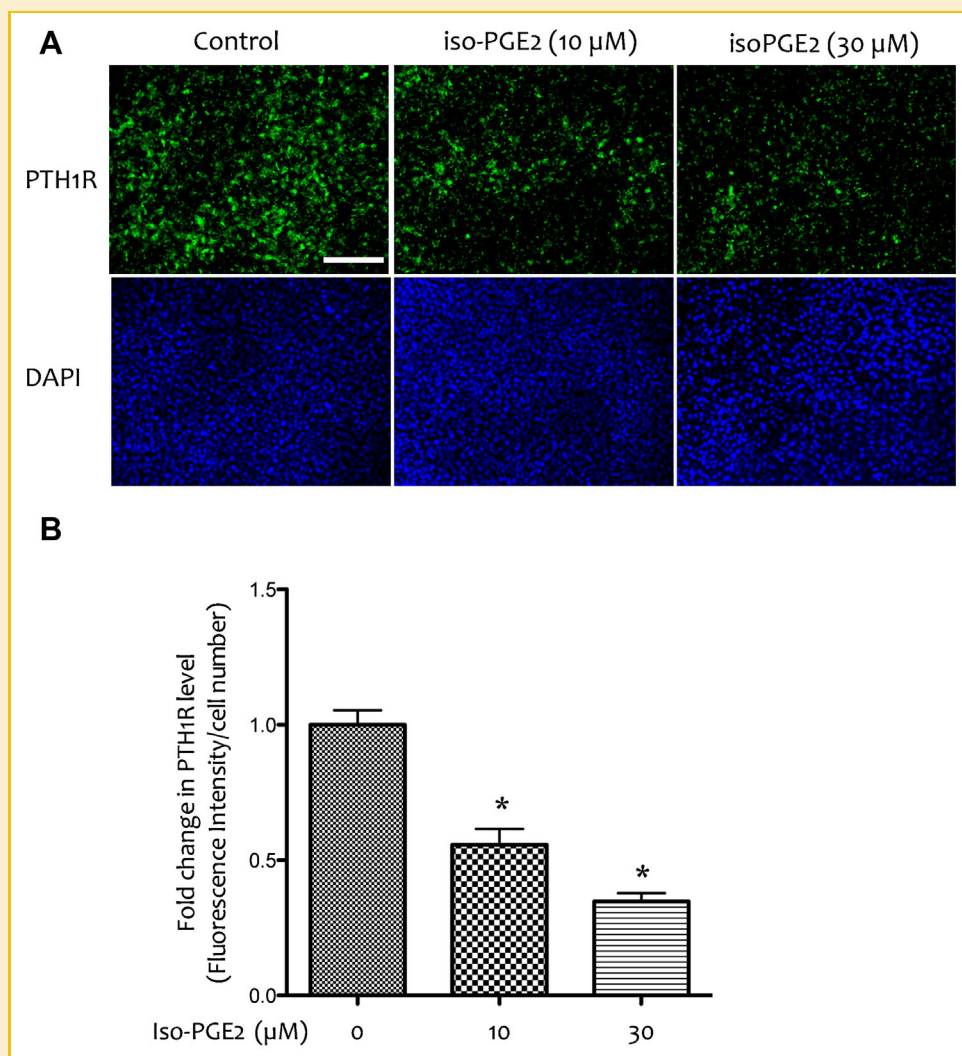 A
Control
iso-PGE2 (10 µM)
isoPGE2 (30 µM)
PTH1R
DAPI
B
Fold change in PTH1R level
(Fluorescence Intensity/cell number)
1.5
1.0
0.5
0.0
*
*
Iso-PGE2 (µM) 0 10 30